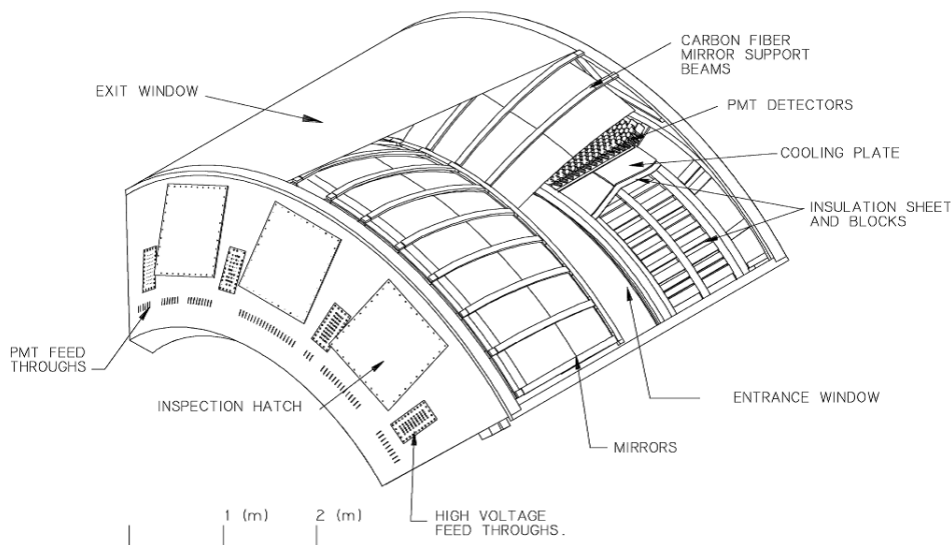 CARBON FIBER
MIRROR SUPPORT
BEAMS
EXIT WINDOW
PMT DETECTORS
COOLING PLATE
INSULATION SHEET
AND BLOCKS
PMT FEED
THROUGHS
INSPECTION HATCH
ENTRANCE WINDOW
MIRRORS
1 (m)
2 (m)
HIGH VOLTAGE
FEED THROUGHS.